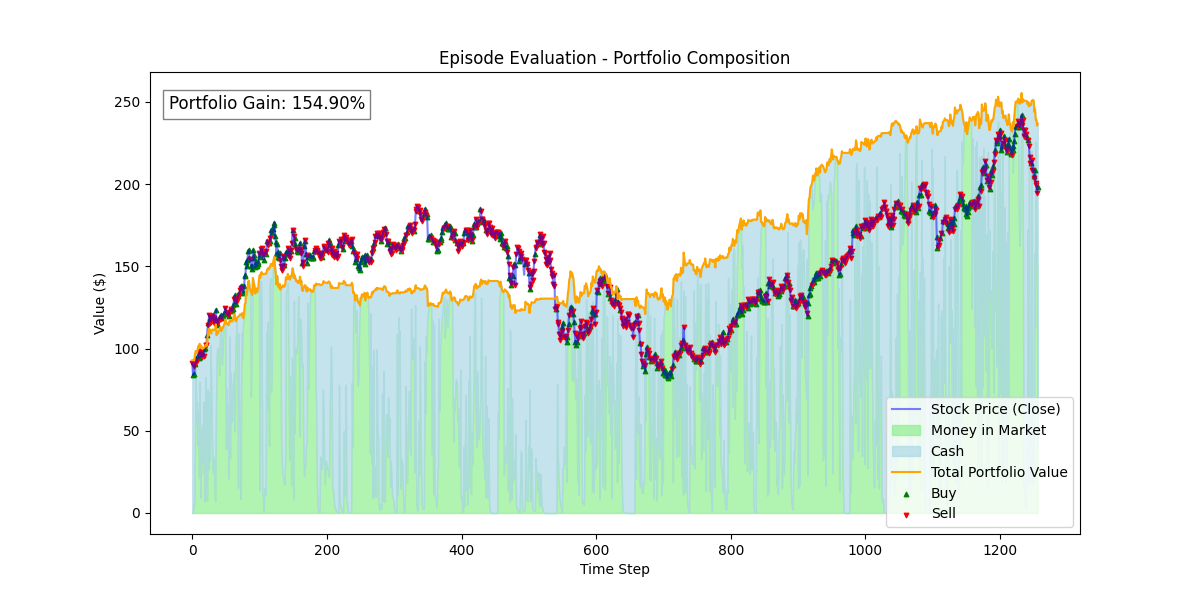 Episode Evaluation - Portfolio Composition
Portfolio Gain: 154.90%
Value ($)
250
200
150
100
50
0
0
200
400
600
800
1000
1200
Time Step
Stock Price (Close)
Money in Market
Cash
Total Portfolio Value
Buy
Sell